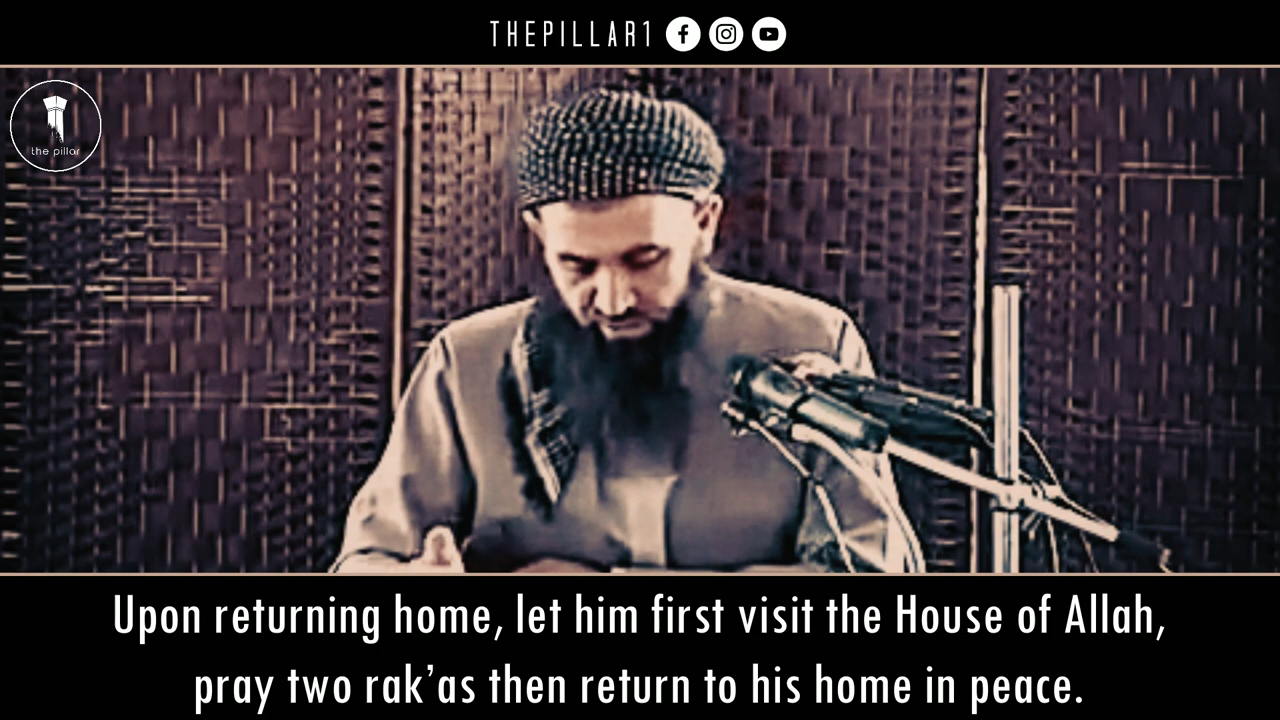 THEPILLAR1
the pillar
Upon returning home, let him first visit the House of Allah,
pray two rak’as then return to his home in peace.